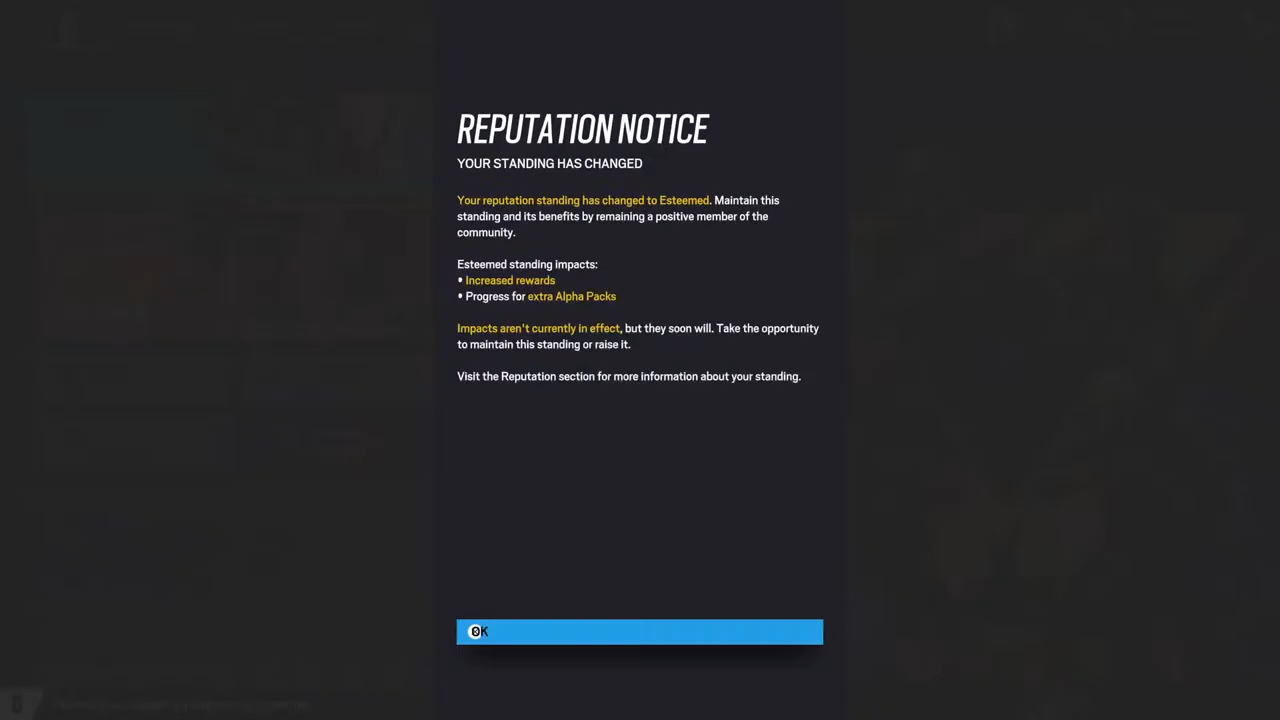 REPUTATION NOTICE
YOUR STANDING HAS CHANGED
Your reputation standing has changed to Esteemed. Maintain this
standing and its benefits by remaining a positive member of the
community.
Esteemed standing impacts:
• Increased rewards
• Progress for extra Alpha Packs
Impacts aren't currently in effect, but they soon will. Take the opportunity
to maintain this standing or raise it.
Visit the Reputation section for more information about your standing.
OK